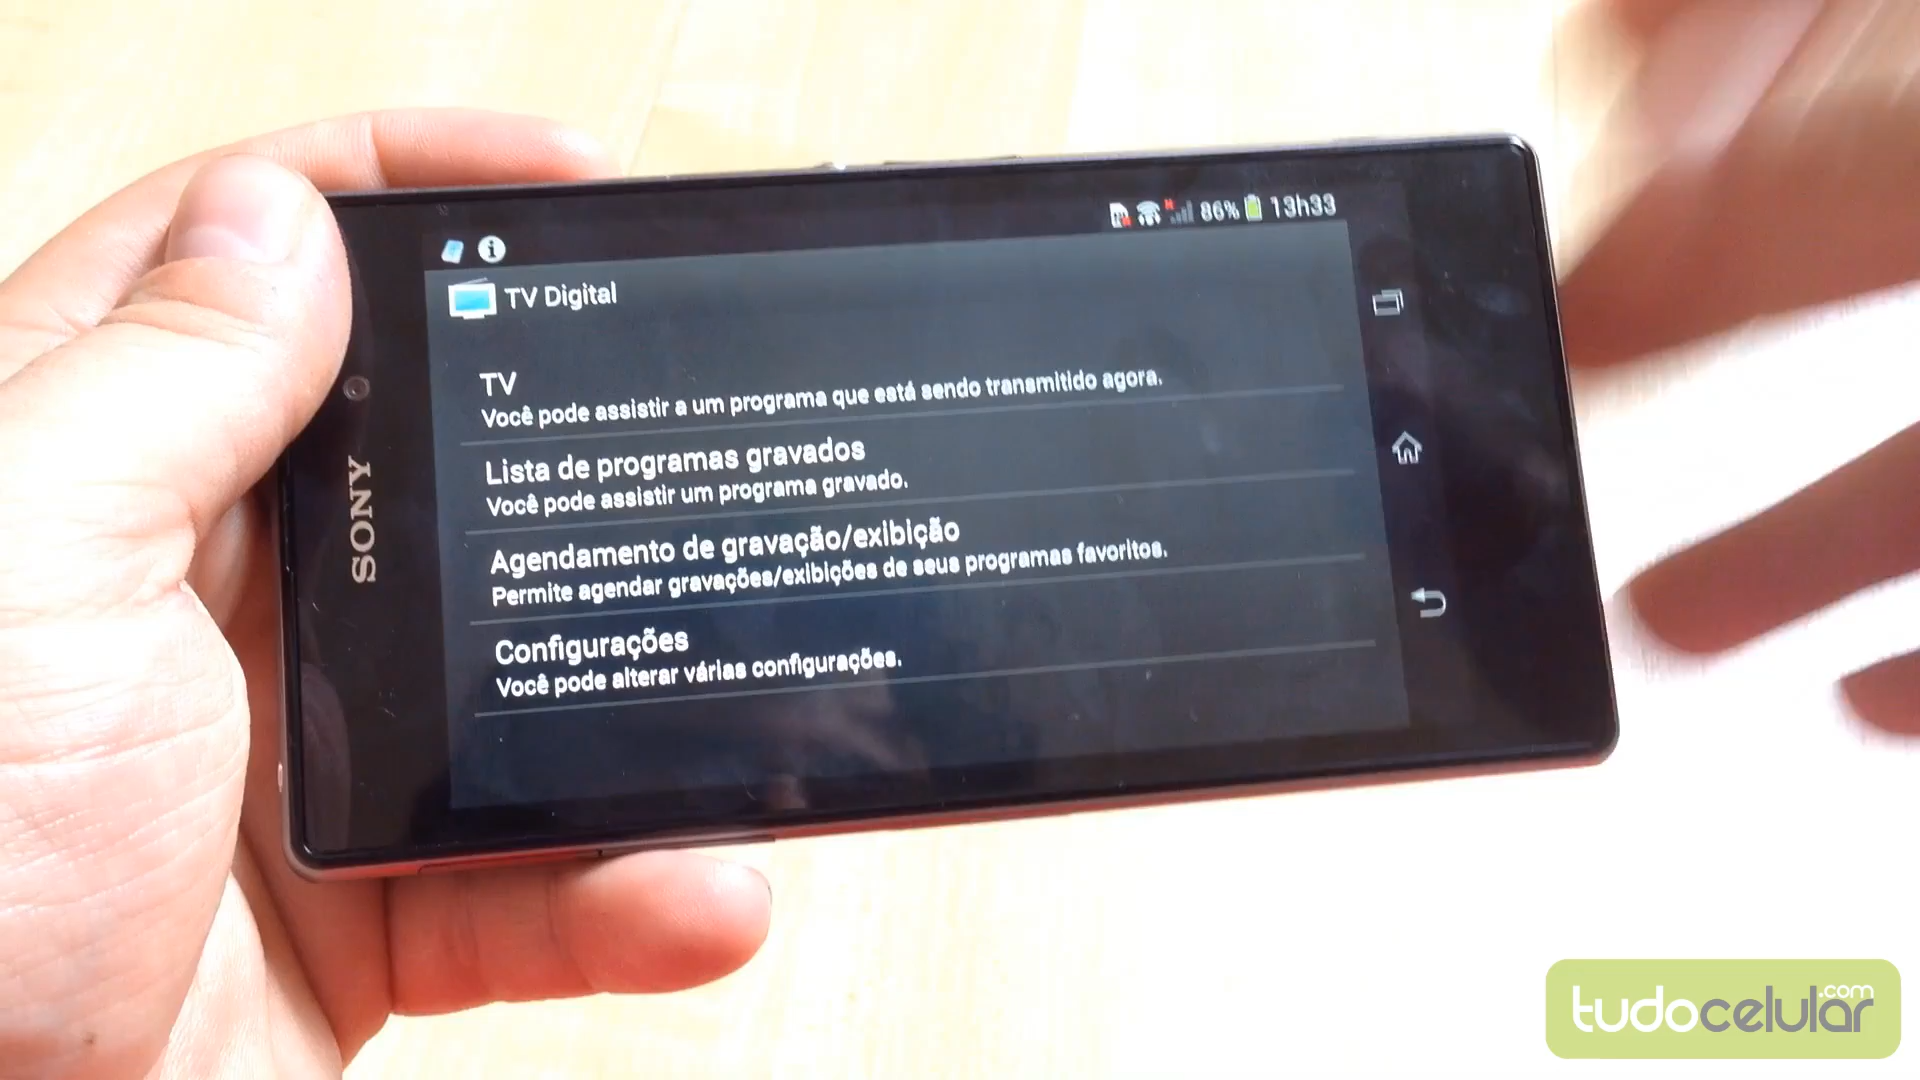 86% 13h33
TV Digital
TV
Você pode assistir a um programa que está sendo transmitido agora.
Lista de programas gravados
Você pode assistir um programa gravado.
Agendamento de gravação/exibição
Permite agendar gravações/exibições de seus programas favoritos.
Configurações
Você pode alterar várias configurações.
SONY
tudocelular.com